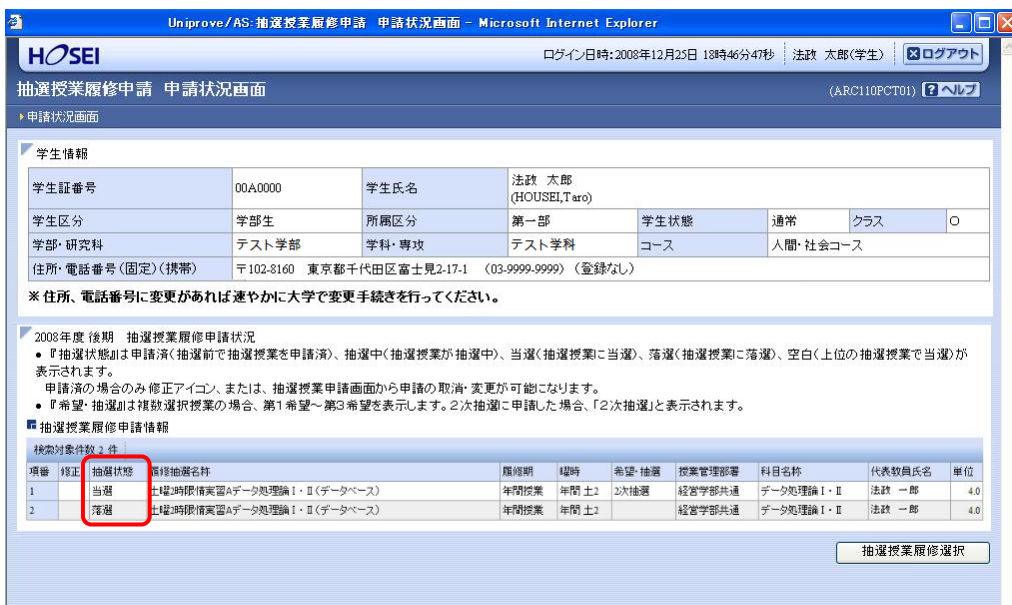 Uniprove/AS:抽選授業履修申請 申請状況画面 - Microsoft Internet Explorer
HOSEI
ログイン日時:2008年12月25日 18時46分47秒 法政 太郎(学生) ログアウト
抽選授業履修申請 申請状況画面 (ARC110PCT01) ? ヘルプ
申請状況画面
学生情報
学生証番号 00A0000 学生氏名 法政 太郎
(HOUSEI,Taro)
学生区分 学部生 所属区分 第一部 学生状態 通常 クラス O
学部・研究科 テスト学部 学科・専攻 テスト学科 コース 人間・社会コース
住所・電話番号(固定)(携帯) 〒102-8160 東京都千代田区富士見2-17-1 (03-9999-9999) (登録なし)
※住所、電話番号に変更があれば速やかに大学で変更手続きを行ってください。
2008年度 後期 抽選授業履修申請状況
● 『抽選状態』は申請済(抽選前で抽選授業を申請済)、抽選中(抽選授業が抽選中)、当選(抽選授業に当選)、落選(抽選授業に落選)、空白(上位の抽選授業で当選)が
表示されます。
申請済の場合のみ修正アイコン、または、抽選授業申請画面から申請の取消・変更が可能になります。
● 『希望・抽選』は複数選択授業の場合、第1希望～第3希望を表示します。2次抽選に申請した場合、「2次抽選」と表示されます。
抽選授業履修申請情報
検索対象件数 2 件
項番 修正 抽選状態 履修抽選名称 履修期 曜時 希望・抽選 授業管理部署 科目名称 代表教員氏名 単位
1 当選 土曜2時限情実習Aデータ処理論Ⅰ・Ⅱ(データベース) 年間授業 年間 土2 2次抽選 経営学部共通 データ処理論Ⅰ・Ⅱ 法政 一郎 4.0
2 落選 土曜2時限情実習Aデータ処理論Ⅰ・Ⅱ(データベース) 年間授業 年間 土2 経営学部共通 データ処理論Ⅰ・Ⅱ 法政 一郎 4.0
抽選授業履修選択